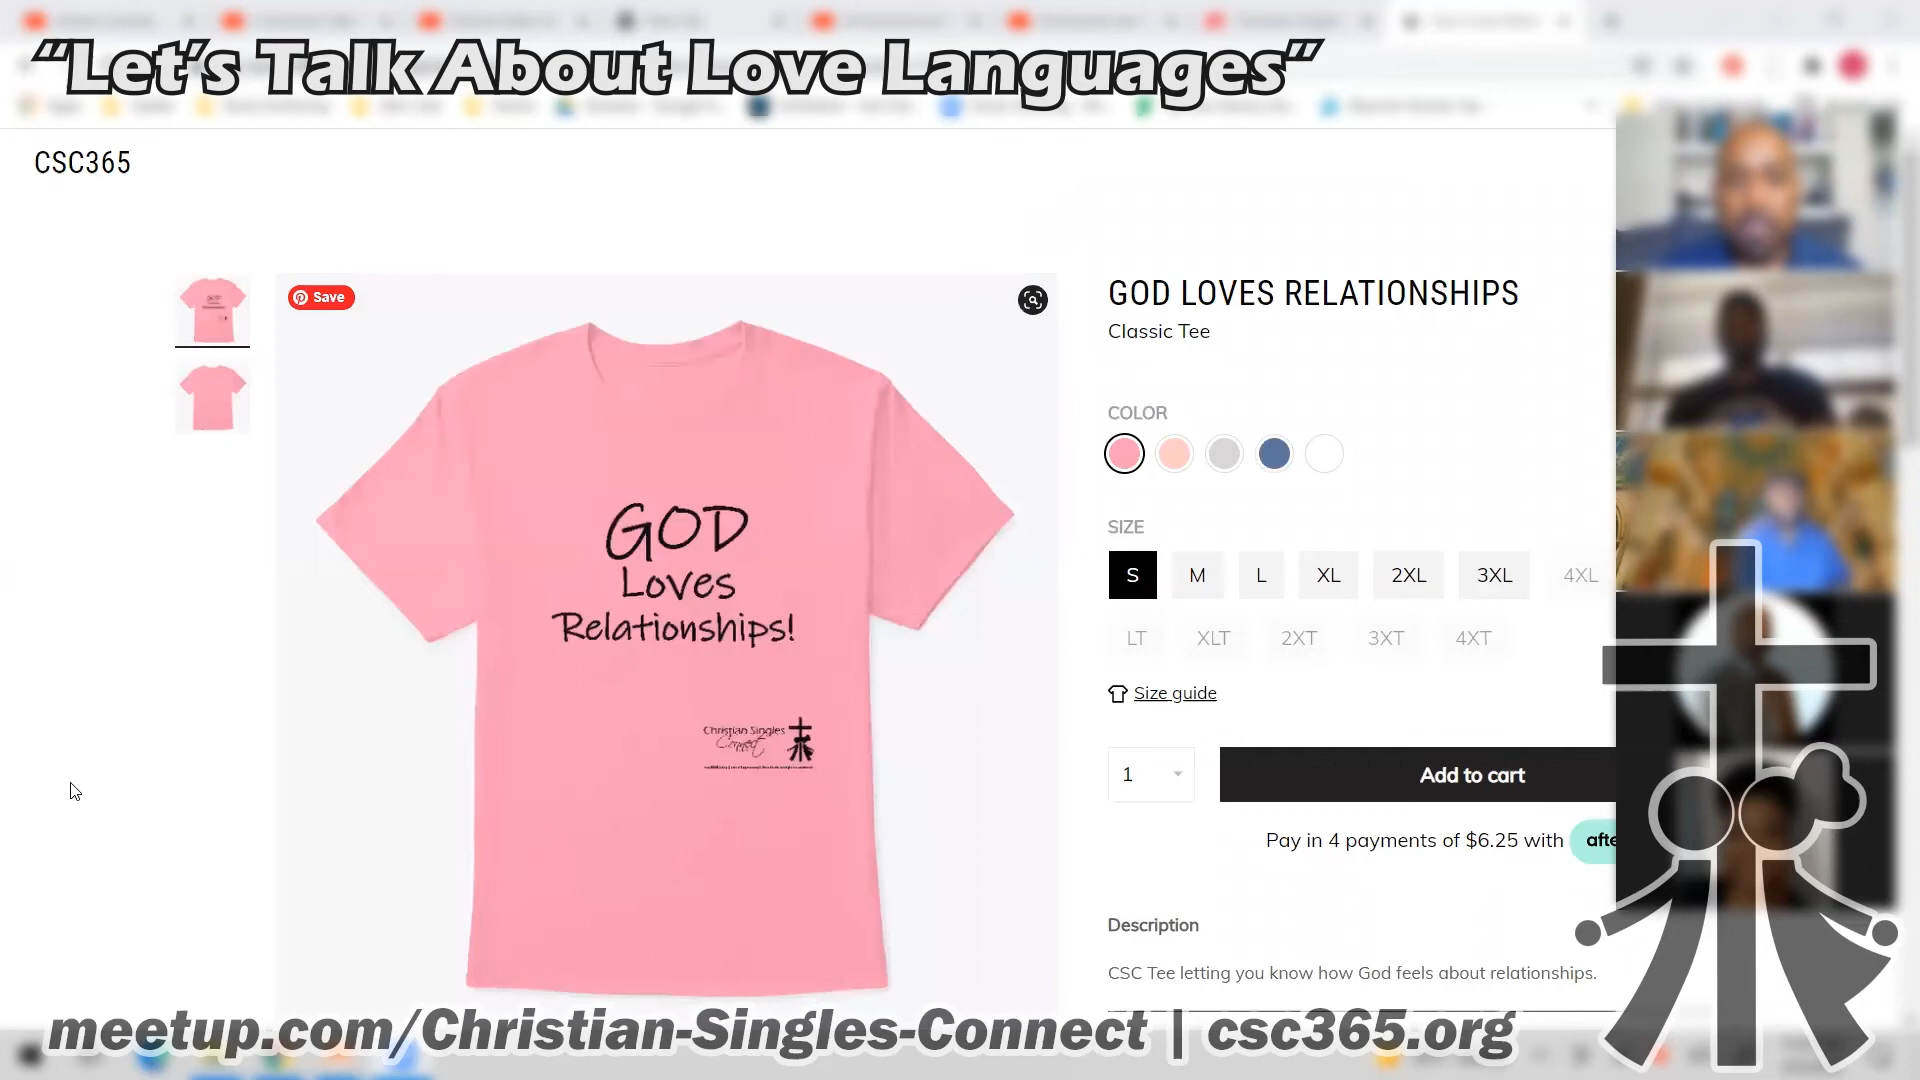 “Let’s Talk About Love Languages”
CSC365
Save
GOD LOVES RELATIONSHIPS
Classic Tee
COLOR
GOD
Loves
Relationships!
Christian Singles
Connect
SIZE
S M L XL 2XL 3XL 4XL
LT XLT 2XT 3XT 4XT
Size guide
1 Add to cart
Pay in 4 payments of $6.25 with afte
Description
CSC Tee letting you know how God feels about relationships.
meetup.com/Christian-Singles-Connect | csc365.org